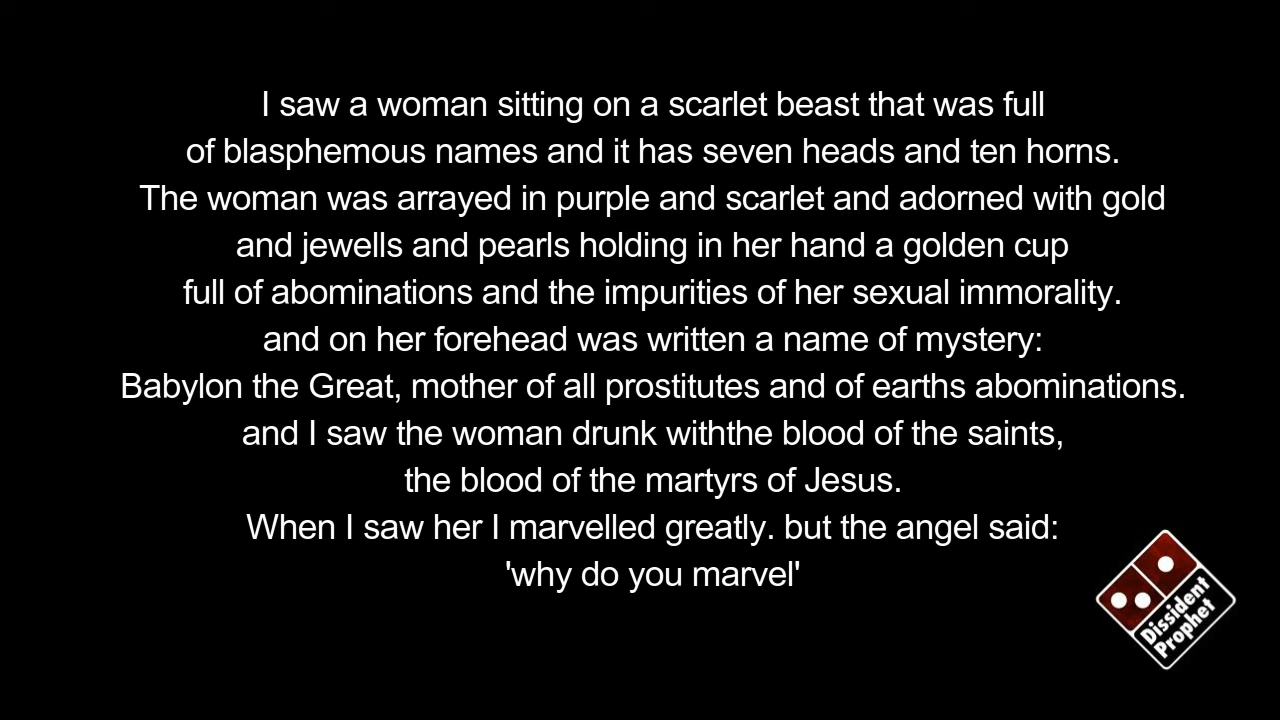 I saw a woman sitting on a scarlet beast that was full
of blasphemous names and it has seven heads and ten horns.
The woman was arrayed in purple and scarlet and adorned with gold
and jewells and pearls holding in her hand a golden cup
full of abominations and the impurities of her sexual immorality.
and on her forehead was written a name of mystery:
Babylon the Great, mother of all prostitutes and of earths abominations.
and I saw the woman drunk withthe blood of the saints,
the blood of the martyrs of Jesus.
When I saw her I marvelled greatly. but the angel said:
'why do you marvel'
Dissident
Prophet